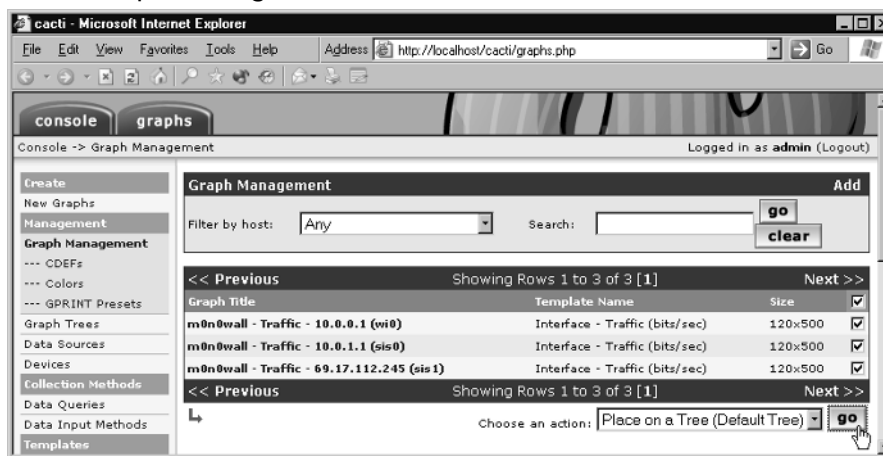 cacti - Microsoft Internet Explorer
File Edit View Favorites Tools Help Address http://localhost/cacti/graphs.php Go
console graphs
Console -> Graph Management Logged in as admin (Logout)
Create
New Graphs
Management
Graph Management
--- CDEFs
--- Colors
--- GPRINT Presets
Graph Trees
Data Sources
Devices
Collection Methods
Data Queries
Data Input Methods
Templates
Graph Management Add
Filter by host: Any Search: go
clear
<< Previous Showing Rows 1 to 3 of 3 [1] Next >>
Graph Title Template Name Size
m0n0wall - Traffic - 10.0.0.1 (wi0) Interface - Traffic (bits/sec) 120x500
m0n0wall - Traffic - 10.0.1.1 (sis0) Interface - Traffic (bits/sec) 120x500
m0n0wall - Traffic - 69.17.112.245 (sis1) Interface - Traffic (bits/sec) 120x500
<< Previous Showing Rows 1 to 3 of 3 [1] Next >>
Choose an action: Place on a Tree (Default Tree) go